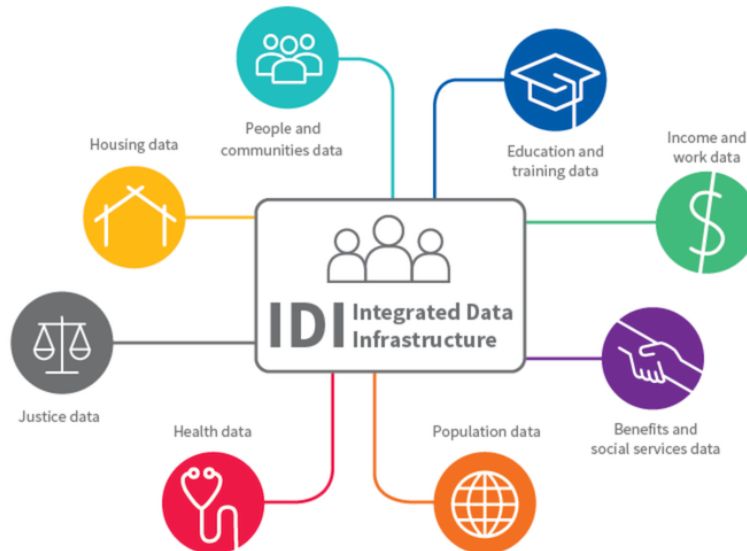 People and
communities data
Education and
training data
Income and
work data
Housing data
IDI Integrated Data
Infrastructure
Justice data
Benefits and
social services data
Health data
Population data